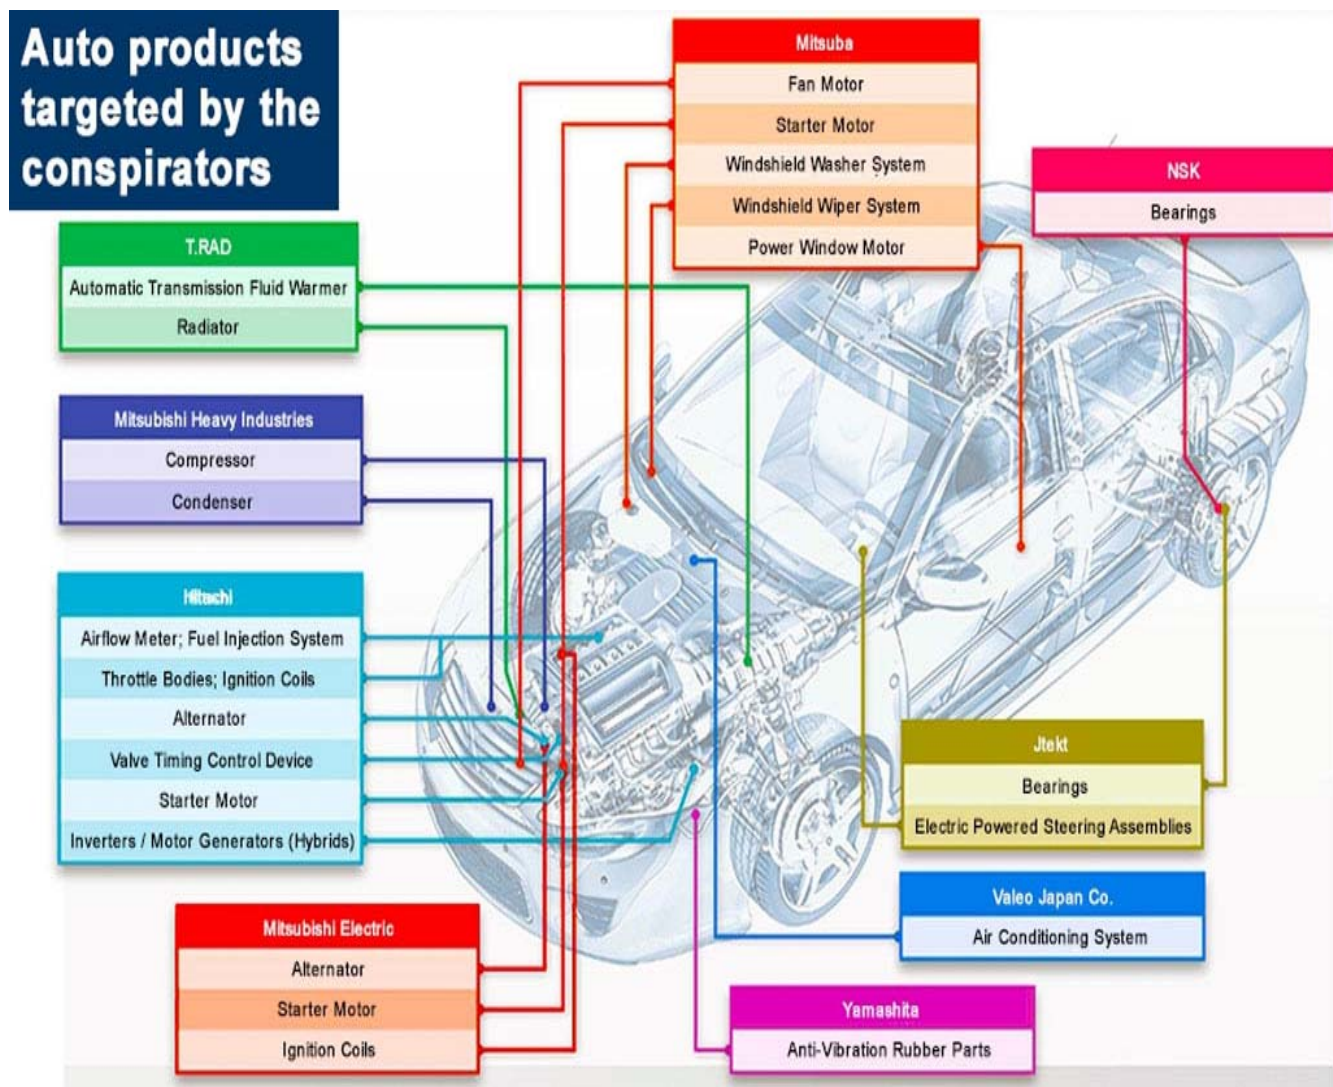 Auto products
targeted by the
conspirators
Mitsuba
Fan Motor
Starter Motor
Windshield Washer System
Windshield Wiper System
Power Window Motor
NSK
Bearings
T.RAD
Automatic Transmission Fluid Warmer
Radiator
Mitsubishi Heavy Industries
Compressor
Condenser
Hitachi
Airflow Meter; Fuel Injection System
Throttle Bodies; Ignition Coils
Alternator
Valve Timing Control Device
Starter Motor
Inverters / Motor Generators (Hybrids)
Jtekt
Bearings
Electric Powered Steering Assemblies
Valeo Japan Co.
Air Conditioning System
Mitsubishi Electric
Alternator
Starter Motor
Ignition Coils
Yamashita
Anti-Vibration Rubber Parts